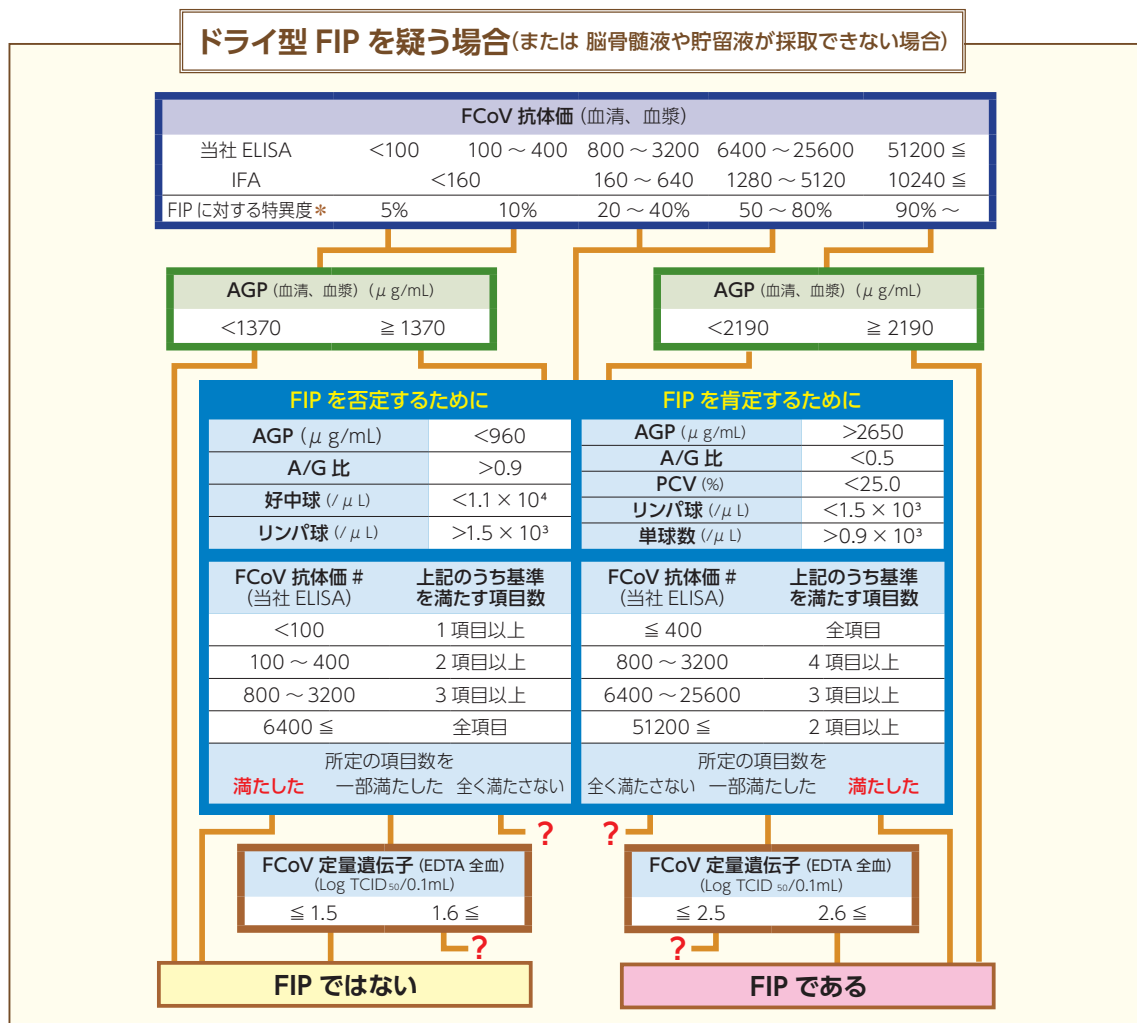 ドライ型 FIP を疑う場合(または 脳骨髄液や貯留液が採取できない場合)
FCoV 抗体価 (血清、血漿)
当社 ELISA <100 100 ~ 400 800 ~ 3200 6400 ~ 25600 51200 ≦
IFA <160 160 ~ 640 1280 ~ 5120 10240 ≦
FIP に対する特異度* 5% 10% 20 ~ 40% 50 ~ 80% 90% ~
AGP (血清、血漿) (μ g/mL)
<1370 ≧ 1370
AGP (血清、血漿) (μ g/mL)
<2190 ≧ 2190
FIP を否定するために
AGP (μ g/mL) <960
A/G 比 >0.9
好中球 (/ μ L) <1.1 × 10⁴
リンパ球 (/ μ L) >1.5 × 10³
FCoV 抗体価 # 上記のうち基準
(当社 ELISA) を満たす項目数
<100 1 項目以上
100 ~ 400 2 項目以上
800 ~ 3200 3 項目以上
6400 ≦ 全項目
所定の項目数を
満たした 一部満たした 全く満たさない
FIP を肯定するために
AGP (μ g/mL) >2650
A/G 比 <0.5
PCV (%) <25.0
リンパ球 (/ μ L) <1.5 × 10³
単球数 (/μ L) >0.9 × 10³
FCoV 抗体価 # 上記のうち基準
(当社 ELISA) を満たす項目数
≦ 400 全項目
800 ~ 3200 4 項目以上
6400 ~ 25600 3 項目以上
51200 ≦ 2 項目以上
所定の項目数を
全く満たさない 一部満たした 満たした
? ?
FCoV 定量遺伝子 (EDTA 全血)
(Log TCID ₅₀/0.1mL)
≦ 1.5 1.6 ≦
?
FCoV 定量遺伝子 (EDTA 全血)
(Log TCID ₅₀/0.1mL)
≦ 2.5 2.6 ≦
?
FIP ではない
FIP である